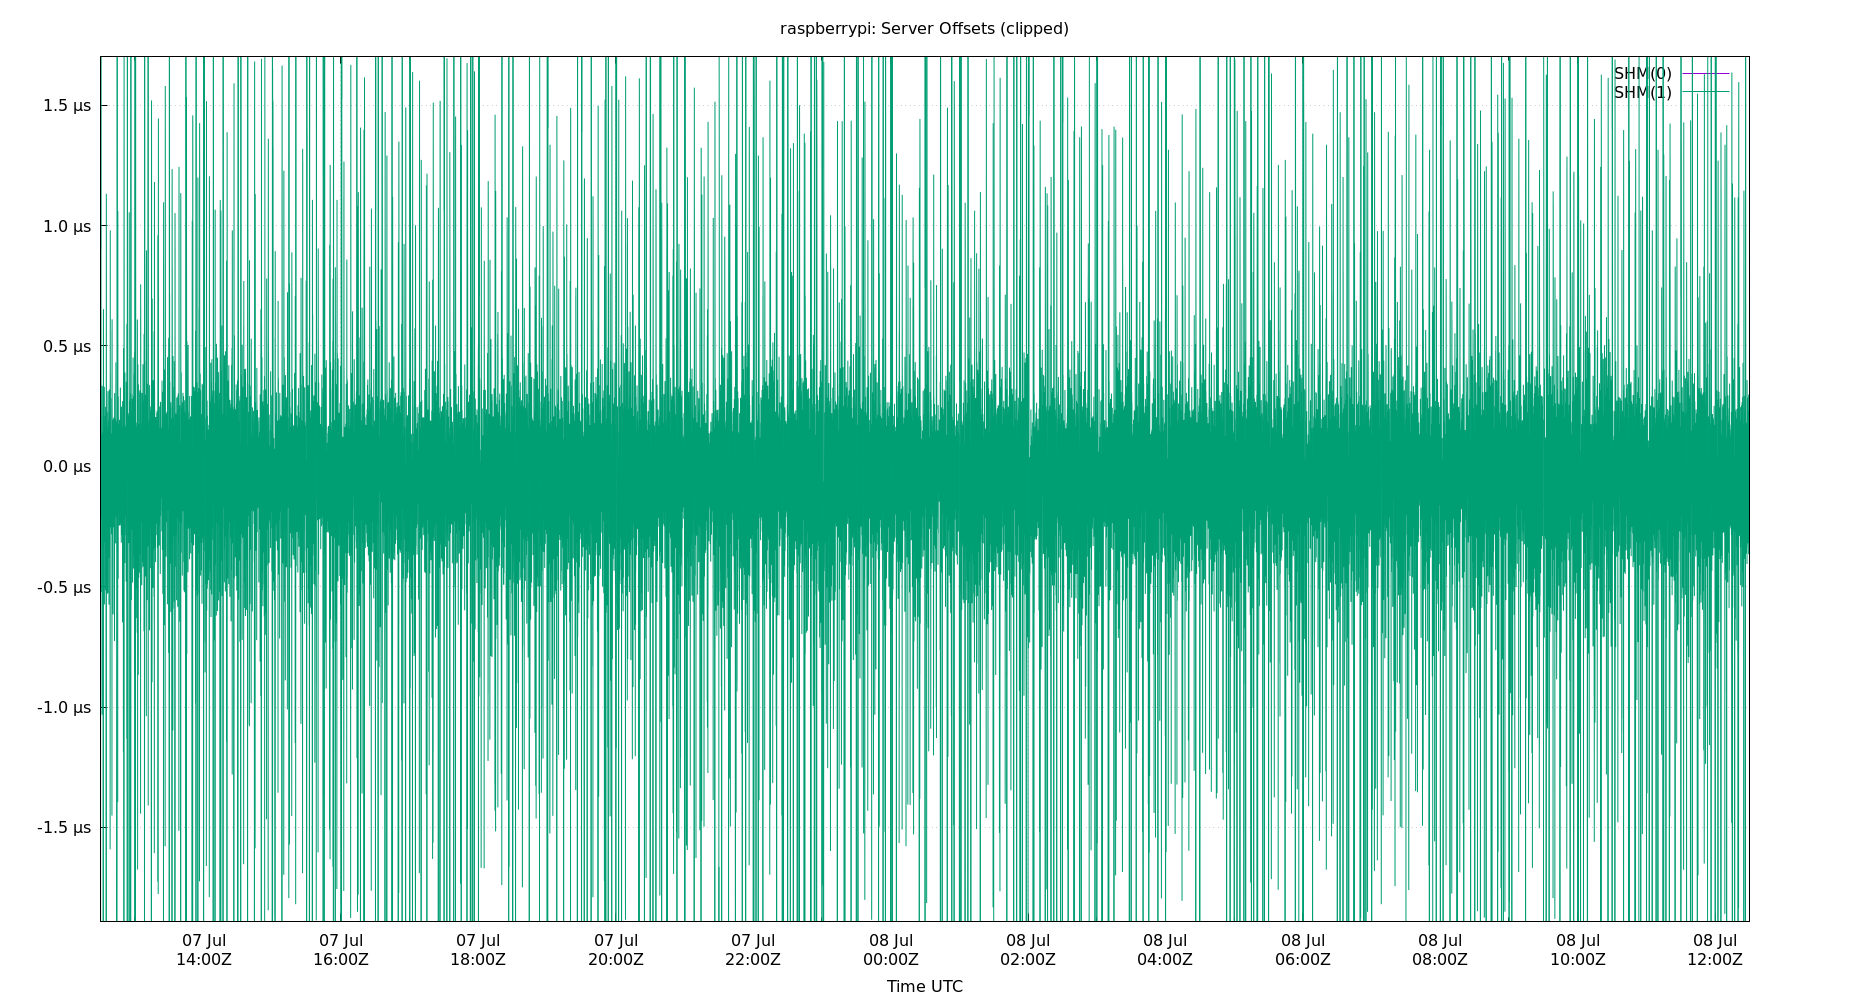 raspberrypi: Server Offsets (clipped)
SHM(0)
SHM(1)
1.5 µs
1.0 µs
0.5 µs
0.0 µs
-0.5 µs
-1.0 µs
-1.5 µs
07 Jul 07 Jul 07 Jul 07 Jul 07 Jul 08 Jul 08 Jul 08 Jul 08 Jul 08 Jul 08 Jul 08 Jul
14:00Z 16:00Z 18:00Z 20:00Z 22:00Z 00:00Z 02:00Z 04:00Z 06:00Z 08:00Z 10:00Z 12:00Z
Time UTC